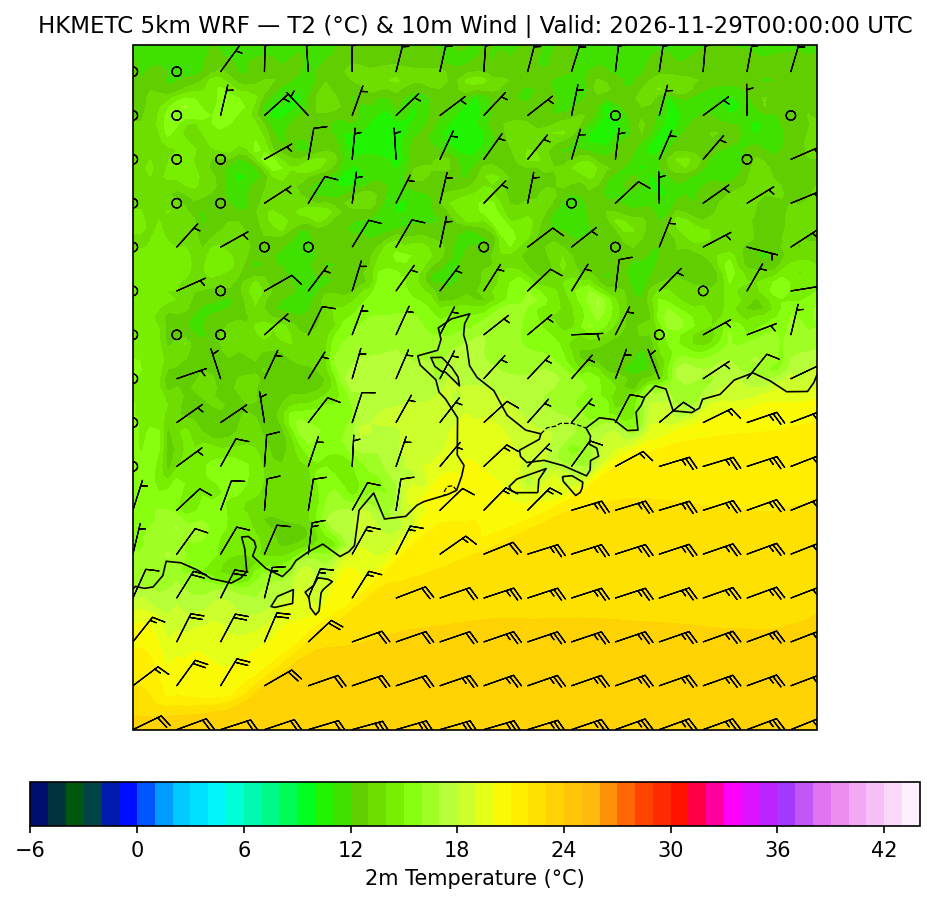 HKMETC 5km WRF — T2 (°C) & 10m Wind | Valid: 2026-11-29T00:00:00 UTC
−6 0 6 12 18 24 30 36 42
2m Temperature (°C)